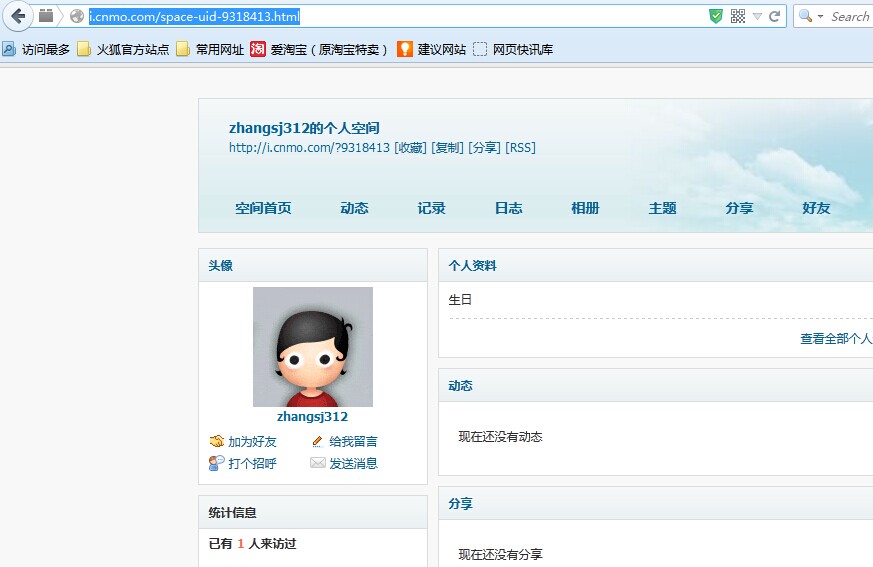 i.cnmo.com/space-uid-9318413.html
Search
访问最多 火狐官方站点 常用网址 淘 爱淘宝（原淘宝特卖） 建议网站 网页快讯库
zhangsj312的个人空间
http://i.cnmo.com/?9318413 [收藏] [复制] [分享] [RSS]
空间首页 动态 记录 日志 相册 主题 分享 好友
头像
zhangsj312
加为好友 给我留言
打个招呼 发送消息
统计信息
已有 1 人来访过
个人资料
生日
查看全部个人
动态
现在还没有动态
分享
现在还没有分享